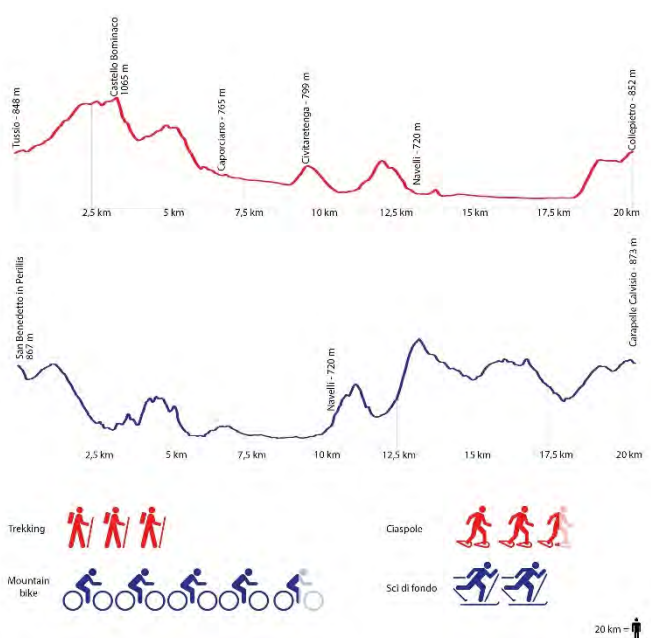 Tussio - 848 m
Castello Bominaco
1065 m
Caporciano - 765 m
Civitaretenga - 799 m
Navelli - 720 m
Collepietro - 852 m
2,5 km
5 km
7,5 km
10 km
12,5 km
15 km
17,5 km
20 km
San Benedetto in Perillis
867 m
Navelli - 720 m
Carapelle Calvisio - 873 m
2,5 km
5 km
7,5 km
10 km
12,5 km
15 km
17,5 km
20 km
Trekking
Ciaspole
Mountain
bike
Sci di fondo
20 km =